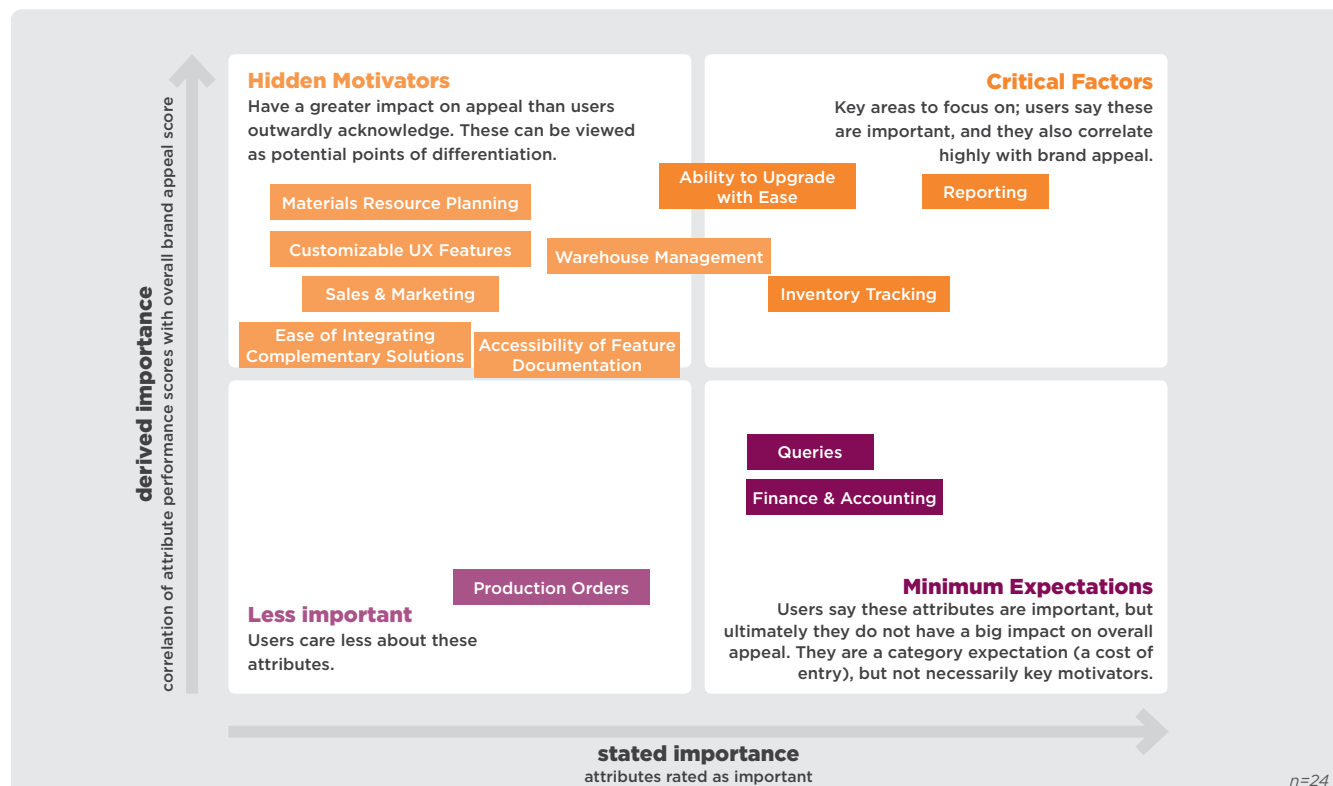 Hidden Motivators
Have a greater impact on appeal than users
outwardly acknowledge. These can be viewed
as potential points of differentiation.
Critical Factors
Key areas to focus on; users say these
are important, and they also correlate
highly with brand appeal.
Ability to Upgrade
with Ease
Reporting
Materials Resource Planning
Customizable UX Features
Warehouse Management
Sales & Marketing
Inventory Tracking
Ease of Integrating
Complementary Solutions
Accessibility of Feature
Documentation
derived importance
correlation of attribute performance scores with overall brand appeal score
Queries
Finance & Accounting
Production Orders
Less important
Users care less about these
attributes.
Minimum Expectations
Users say these attributes are important, but
ultimately they do not have a big impact on overall
appeal. They are a category expectation (a cost of
entry), but not necessarily key motivators.
stated importance
attributes rated as important
n=24